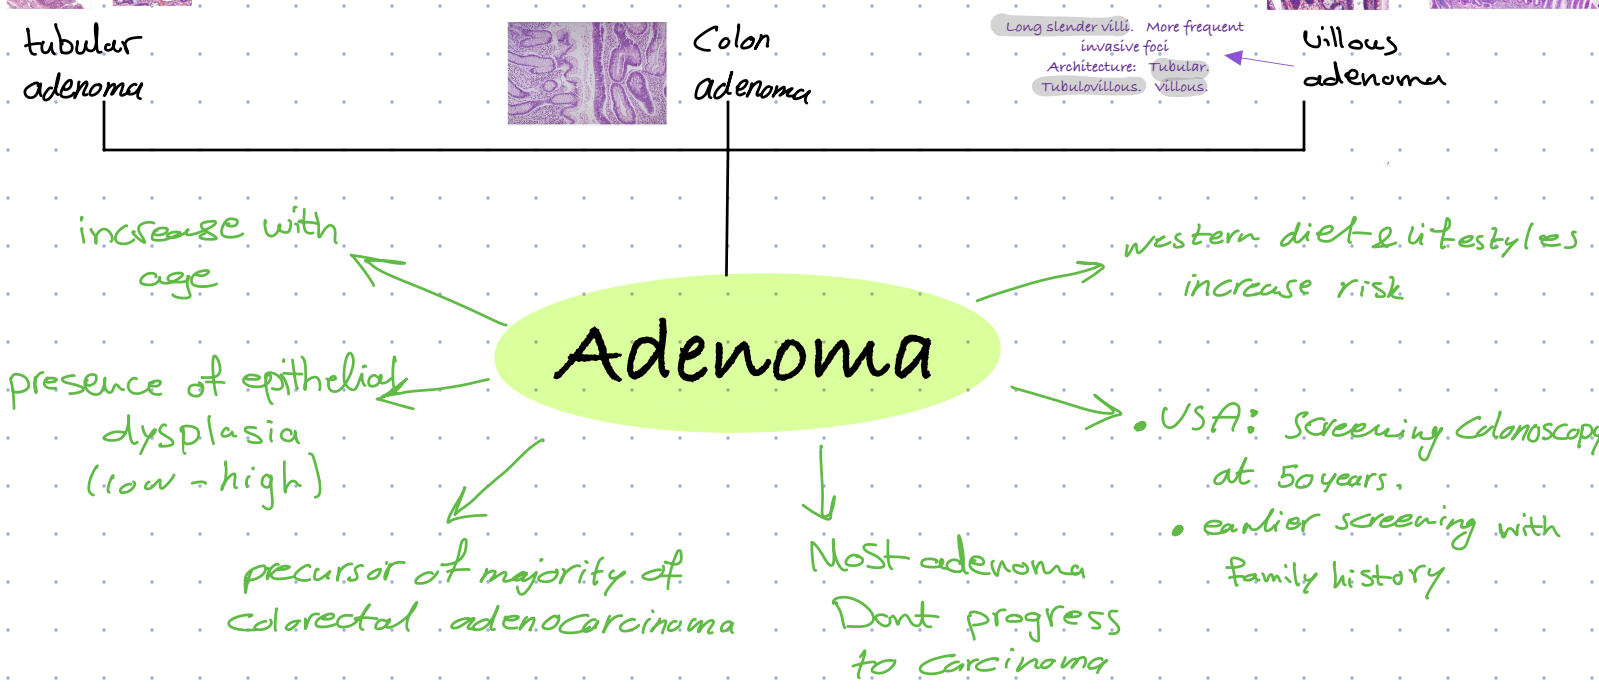 tubular
adenoma
Colon
adenoma
Long slender villi. More frequent
invasive foci
Architecture: Tubular.
Tubulovillous. Villous.
villous
adenoma
increase with
age
western diet & lifestyles
increase risk
Adenoma
presence of epithelial
dysplasia
(low - high)
• USA: screening Colonoscopy
at 50 years.
• earlier screening with
family history
precursor of majority of
colorectal adenocarcinoma
Most adenoma
Dont progress
to carcinoma